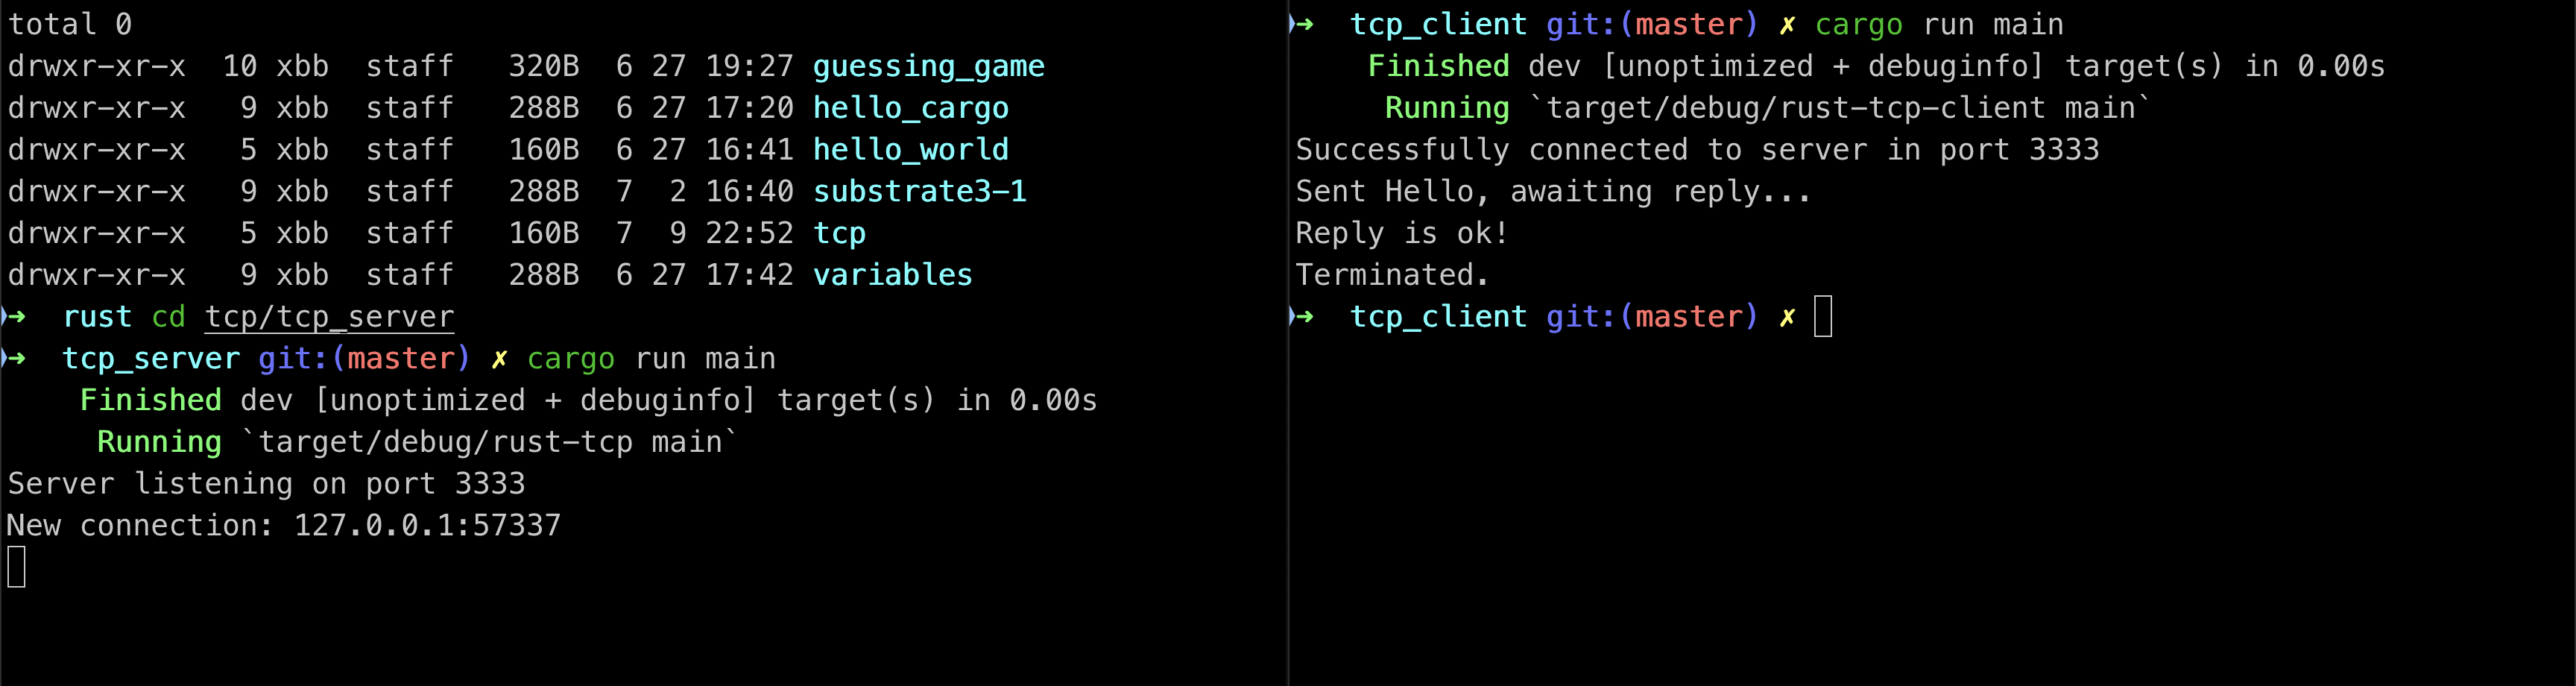 total 0
drwxr-xr-x  10 xbb  staff   320B  6 27 19:27 guessing_game
drwxr-xr-x   9 xbb  staff   288B  6 27 17:20 hello_cargo
drwxr-xr-x   5 xbb  staff   160B  6 27 16:41 hello_world
drwxr-xr-x   9 xbb  staff   288B  7  2 16:40 substrate3-1
drwxr-xr-x   5 xbb  staff   160B  7  9 22:52 tcp
drwxr-xr-x   9 xbb  staff   288B  6 27 17:42 variables
➜  rust cd tcp/tcp_server
➜  tcp_server git:(master) ✗ cargo run main
    Finished dev [unoptimized + debuginfo] target(s) in 0.00s
     Running `target/debug/rust-tcp main`
Server listening on port 3333
New connection: 127.0.0.1:57337
➜  tcp_client git:(master) ✗ cargo run main
    Finished dev [unoptimized + debuginfo] target(s) in 0.00s
     Running `target/debug/rust-tcp-client main`
Successfully connected to server in port 3333
Sent Hello, awaiting reply...
Reply is ok!
Terminated.
➜  tcp_client git:(master) ✗